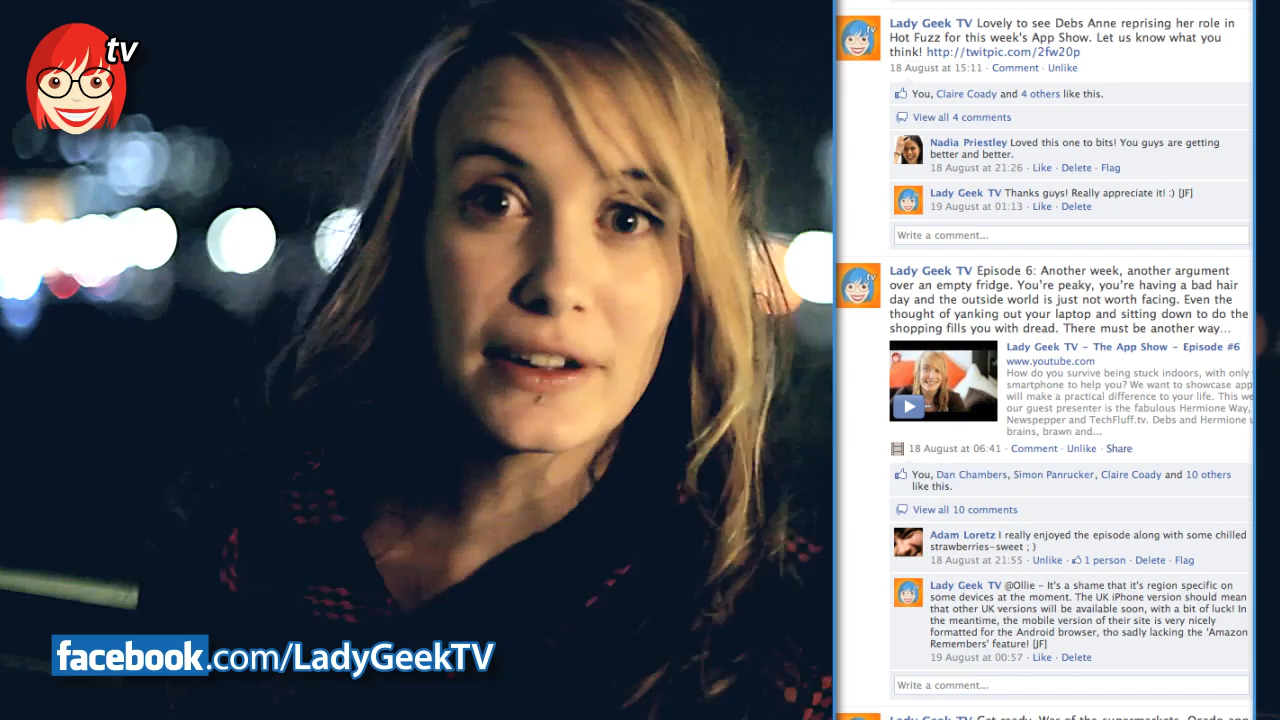 tv
facebook.com/LadyGeekTV
Lady Geek TV Lovely to see Debs Anne reprising her role in
Hot Fuzz for this week's App Show. Let us know what you
think! http://twitpic.com/2fw20p
18 August at 15:11 · Comment · Unlike
You, Claire Coady and 4 others like this.
View all 4 comments
Nadia Priestley Loved this one to bits! You guys are getting
better and better.
18 August at 21:26 · Like · Delete · Flag
Lady Geek TV Thanks guys! Really appreciate it! :) [JF]
19 August at 01:13 · Like · Delete
Write a comment...
Lady Geek TV Episode 6: Another week, another argument
over an empty fridge. You're peaky, you're having a bad hair
day and the outside world is just not worth facing. Even the
thought of yanking out your laptop and sitting down to do the
shopping fills you with dread. There must be another way...
Lady Geek TV - The App Show - Episode #6
www.youtube.com
How do you survive being stuck indoors, with only
smartphone to help you? We want to showcase app
will make a practical difference to your life. This we
our guest presenter is the fabulous Hermione Way,
Newspepper and TechFluff.tv. Debs and Hermione u
brains, brawn and...
18 August at 06:41 · Comment · Unlike · Share
You, Dan Chambers, Simon Panrucker, Claire Coady and 10 others
like this.
View all 10 comments
Adam Loretz I really enjoyed the episode along with some chilled
strawberries-sweet ; )
18 August at 21:55 · Unlike · 1 person · Delete · Flag
Lady Geek TV @Ollie - It's a shame that it's region specific on
some devices at the moment. The UK iPhone version should mean
that other UK versions will be available soon, with a bit of luck! In
the meantime, the mobile version of their site is very nicely
formatted for the Android browser, tho sadly lacking the 'Amazon
Remembers' feature! [JF]
19 August at 00:57 · Like · Delete
Write a comment...
Lady Geek TV Get ready, War of the supermarkets. Ocado app